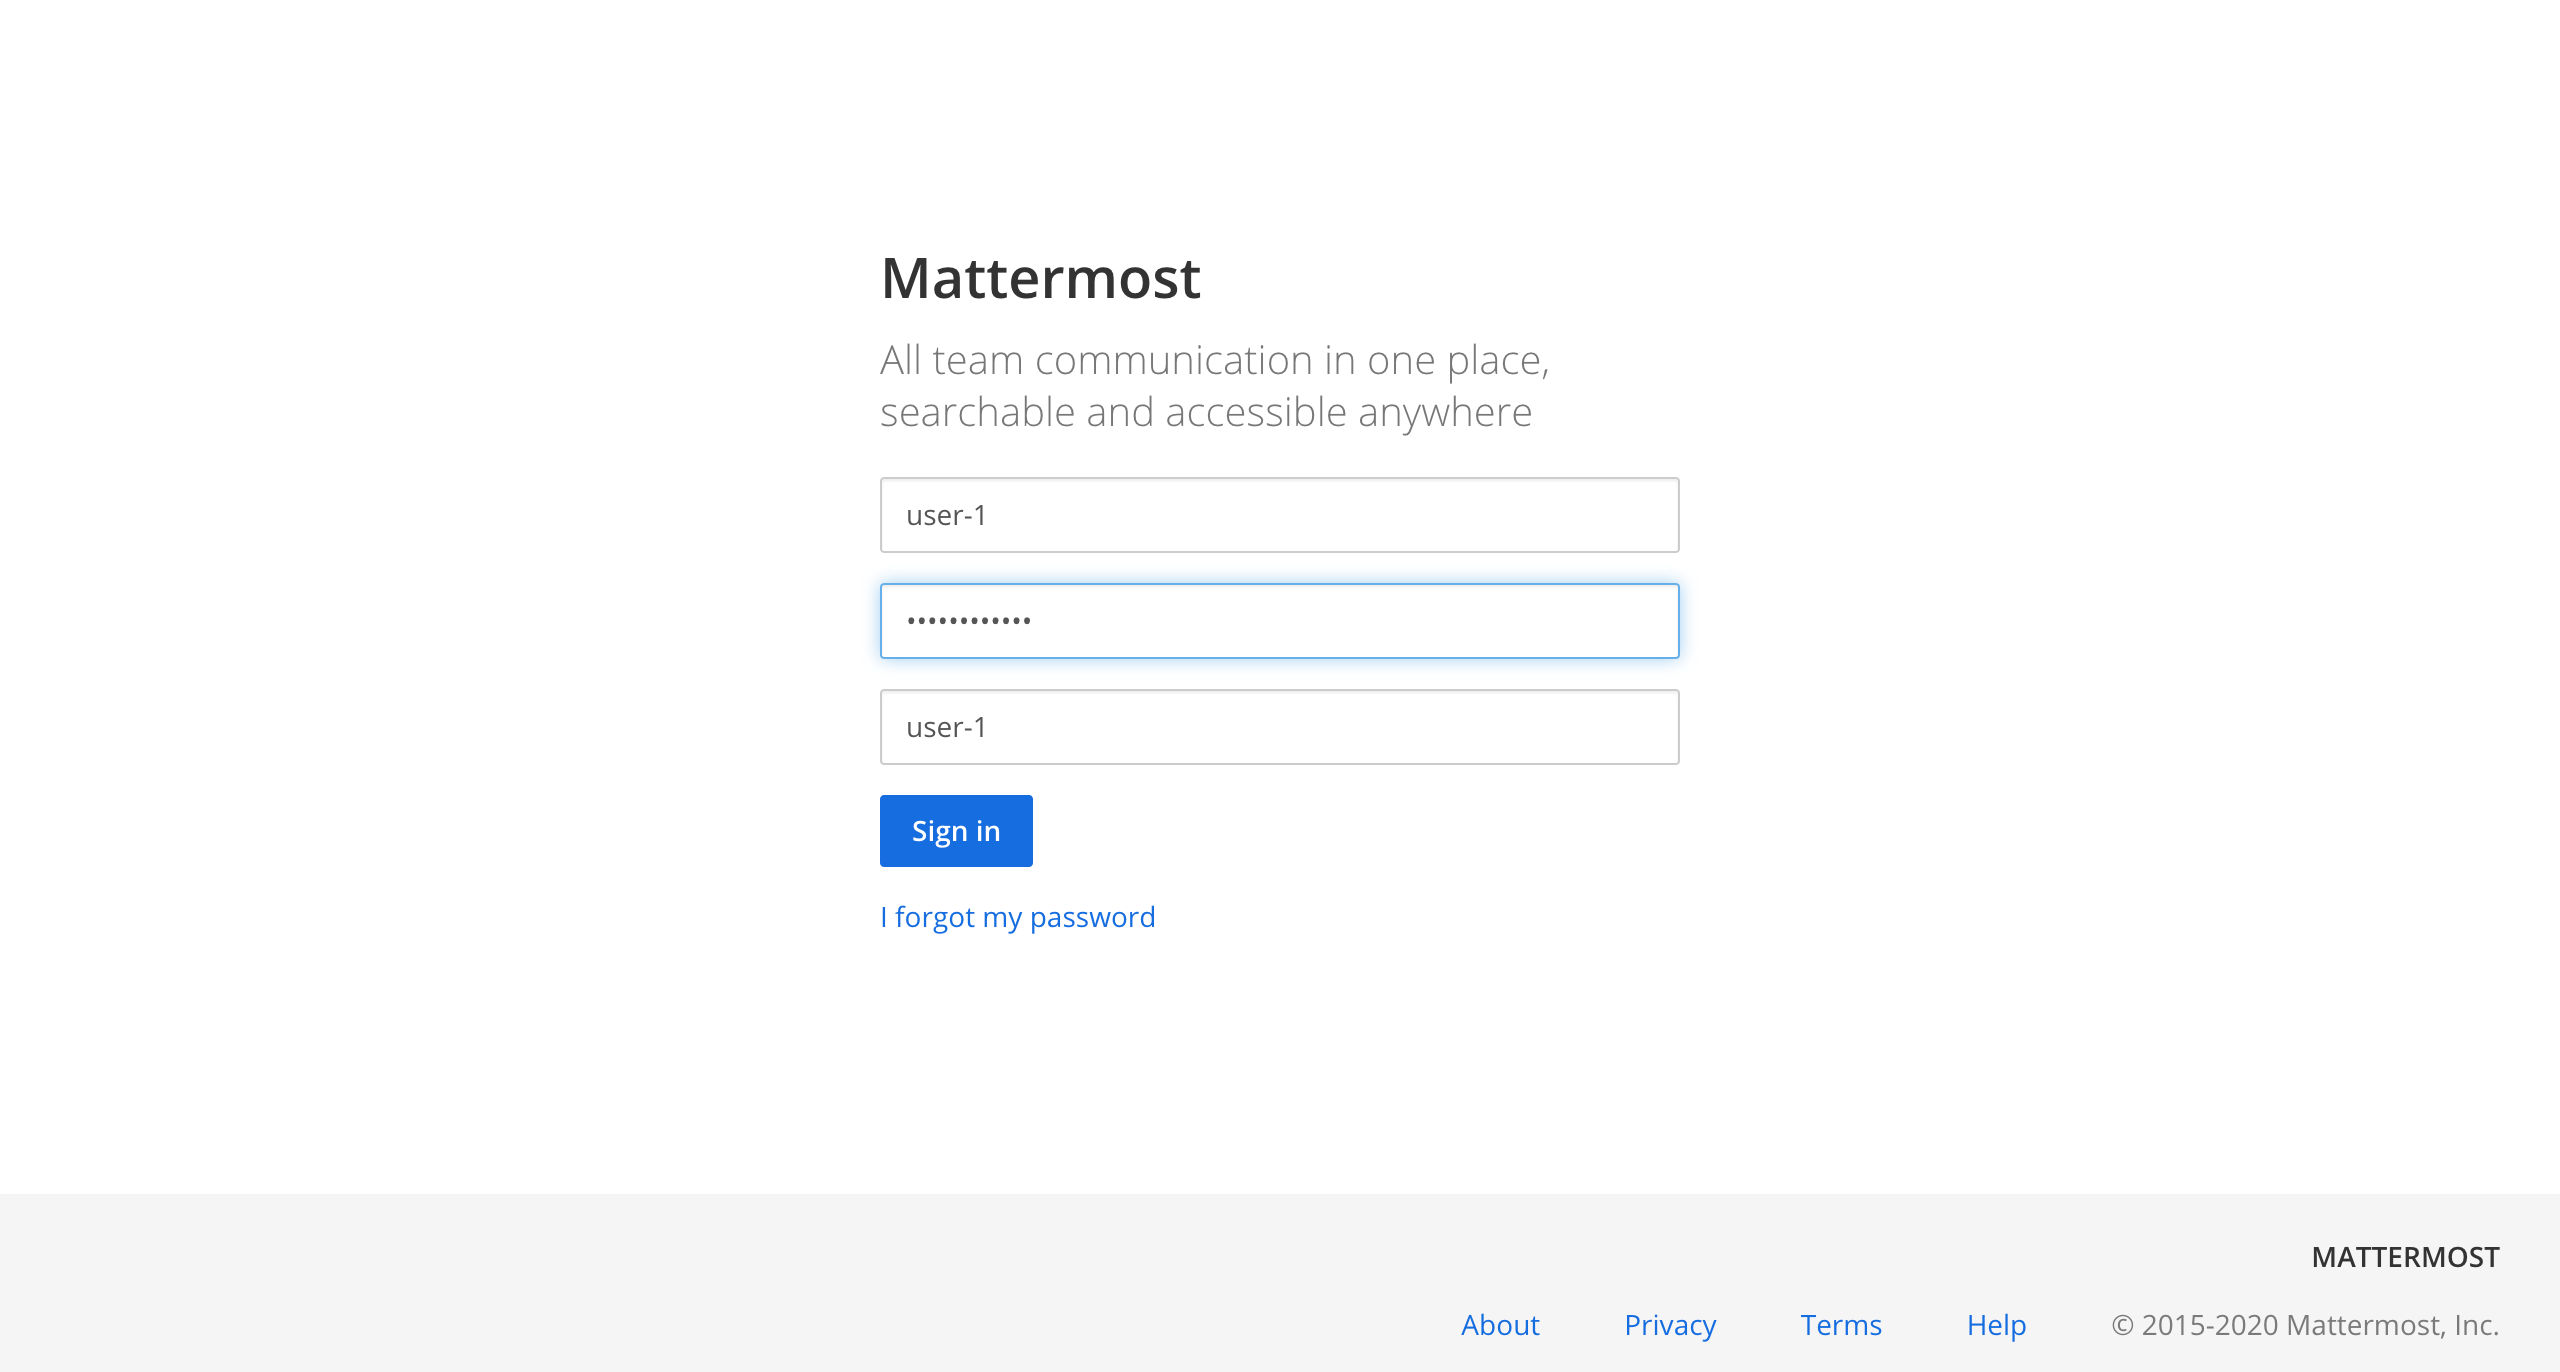 Mattermost
All team communication in one place,
searchable and accessible anywhere
user-1
••••••••••••
user-1
Sign in
I forgot my password
MATTERMOST
About Privacy Terms Help © 2015-2020 Mattermost, Inc.